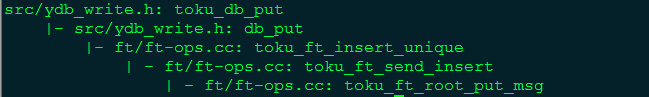 src/ydb_write.h: toku_db_put
|- src/ydb_write.h: db_put
|- ft/ft-ops.cc: toku_ft_insert_unique
| - ft/ft-ops.cc: toku_ft_send_insert
| - ft/ft-ops.cc: toku_ft_root_put_msg